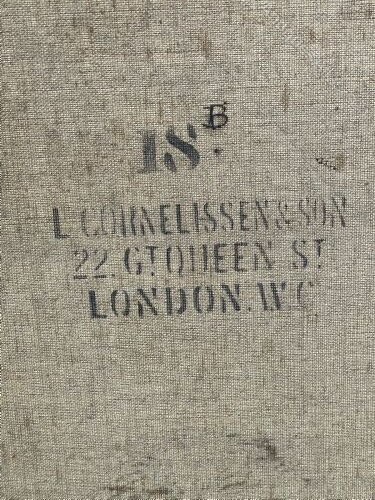 18 B
L. CORNELISSEN & SON
22. GT. QUEEN ST
LONDON. W.C